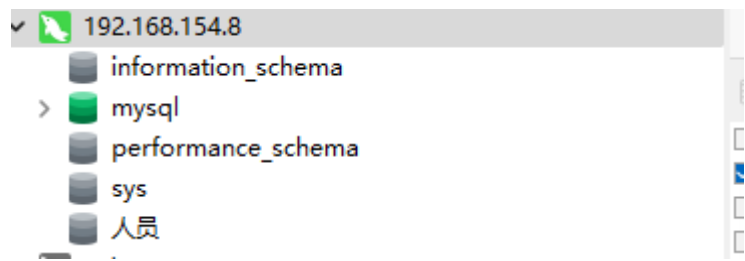 192.168.154.8
information_schema
mysql
performance_schema
sys
人员